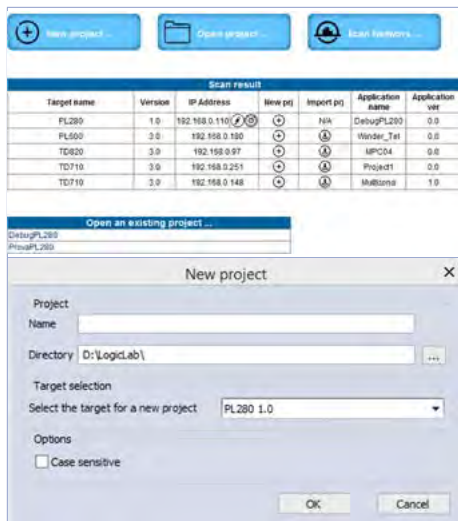 New project ...
Open project ...
Scan Network ...
Scan result
Target name Version IP Address New prj Import prj Application name Application ver
PL280 1.0 192.168.0.110 N/A DebugPL280 0.0
PL500 3.0 192.168.0.180 Winder_Tel 0.0
TD820 3.0 192.168.0.97 MPC04 0.0
TD710 3.0 192.168.0.251 Project1 0.0
TD710 3.0 192.168.0.148 1.0
Open an existing project ...
DebugPL280
ProvaPL280
New project
Project
Name
Directory D:\LogicLab\ ...
Target selection
Select the target for a new project PL280 1.0
Options
Case sensitive
OK Cancel